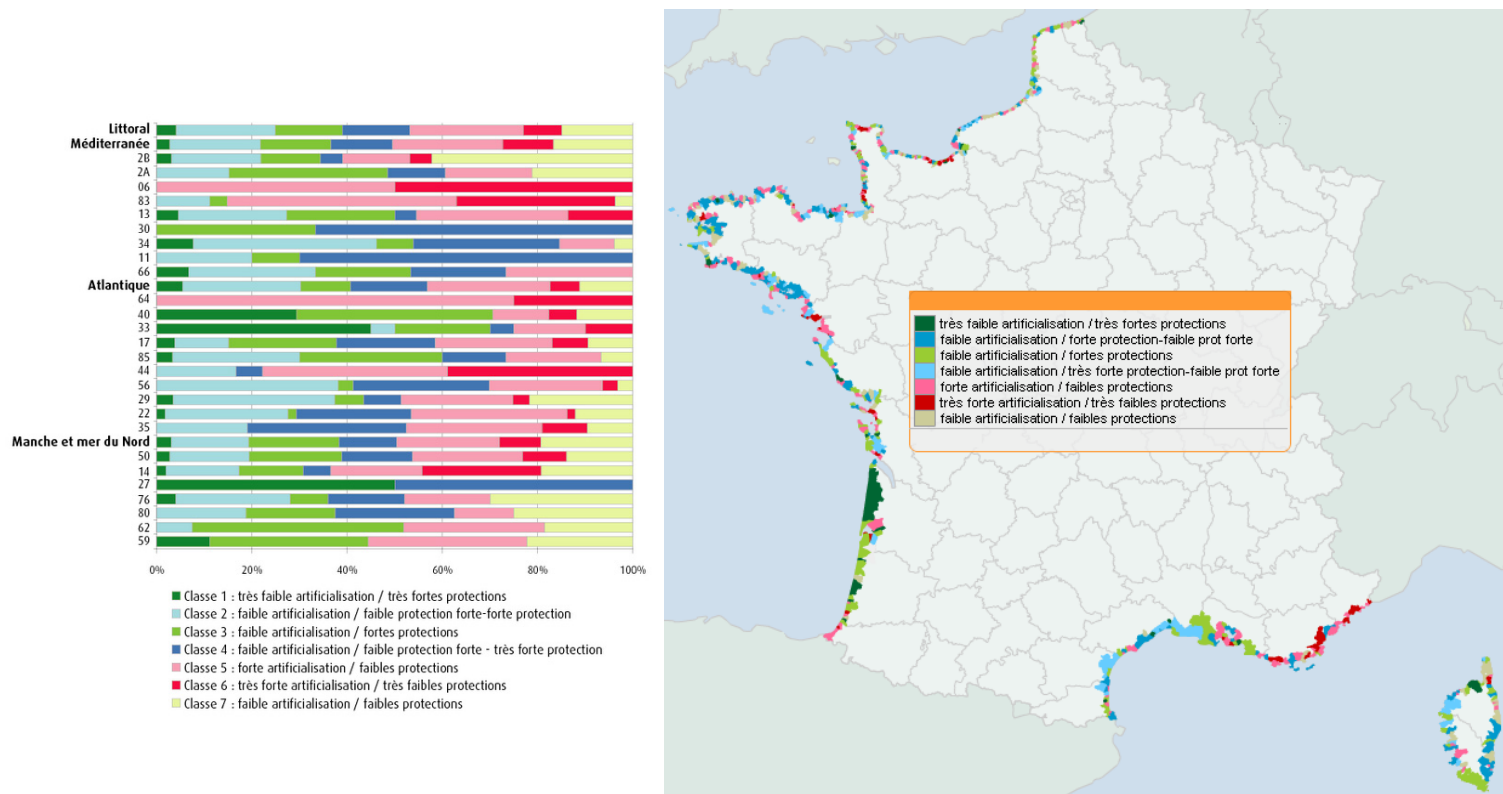 Littoral
Méditerranée
2B
2A
06
83
13
30
34
11
66
Atlantique
64
40
33
17
85
44
56
29
22
35
Manche et mer du Nord
50
14
27
76
80
62
59
0% 20% 40% 60% 80% 100%
Classe 1 : très faible artificialisation / très fortes protections
Classe 2 : faible artificialisation / faible protection forte-forte protection
Classe 3 : faible artificialisation / fortes protections
Classe 4 : faible artificialisation / faible protection forte - très forte protection
Classe 5 : forte artificialisation / faibles protections
Classe 6 : très forte artificialisation / très faibles protections
Classe 7 : faible artificialisation / faibles protections
très faible artificialisation / très fortes protections
faible artificialisation / forte protection-faible prot forte
faible artificialisation / fortes protections
faible artificialisation / très forte protection-faible prot forte
forte artificialisation / faibles protections
très forte artificialisation / très faibles protections
faible artificialisation / faibles protections